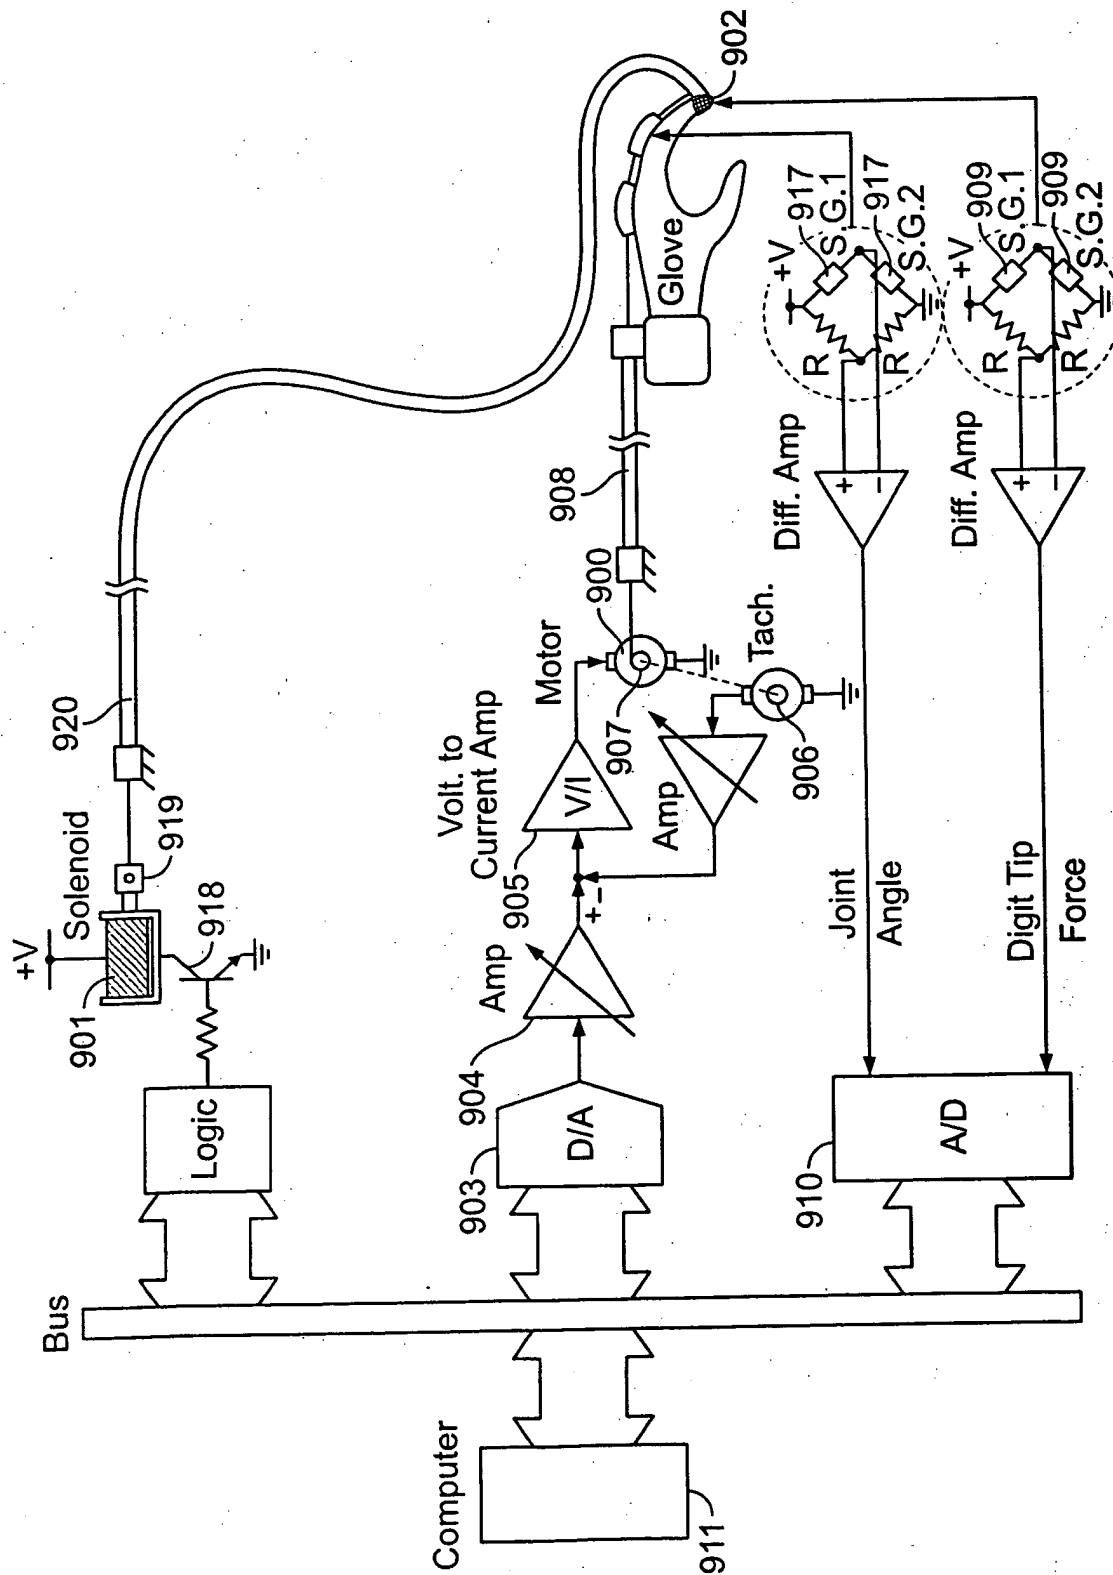 Computer
911
Bus
Logic
+V
Solenoid
901
918
919
920
903
D/A
904
Amp
+
-
Volt. to
Current Amp
905
V/I
Motor
900
907
Amp
906
Tach.
908
Glove
902
910
A/D
Joint
Angle
Diff. Amp
+
-
R
R
+V
917
S.G.1
917
S.G.2
Digit Tip
Force
Diff. Amp
+
-
R
R
+V
909
S.G.1
909
S.G.2